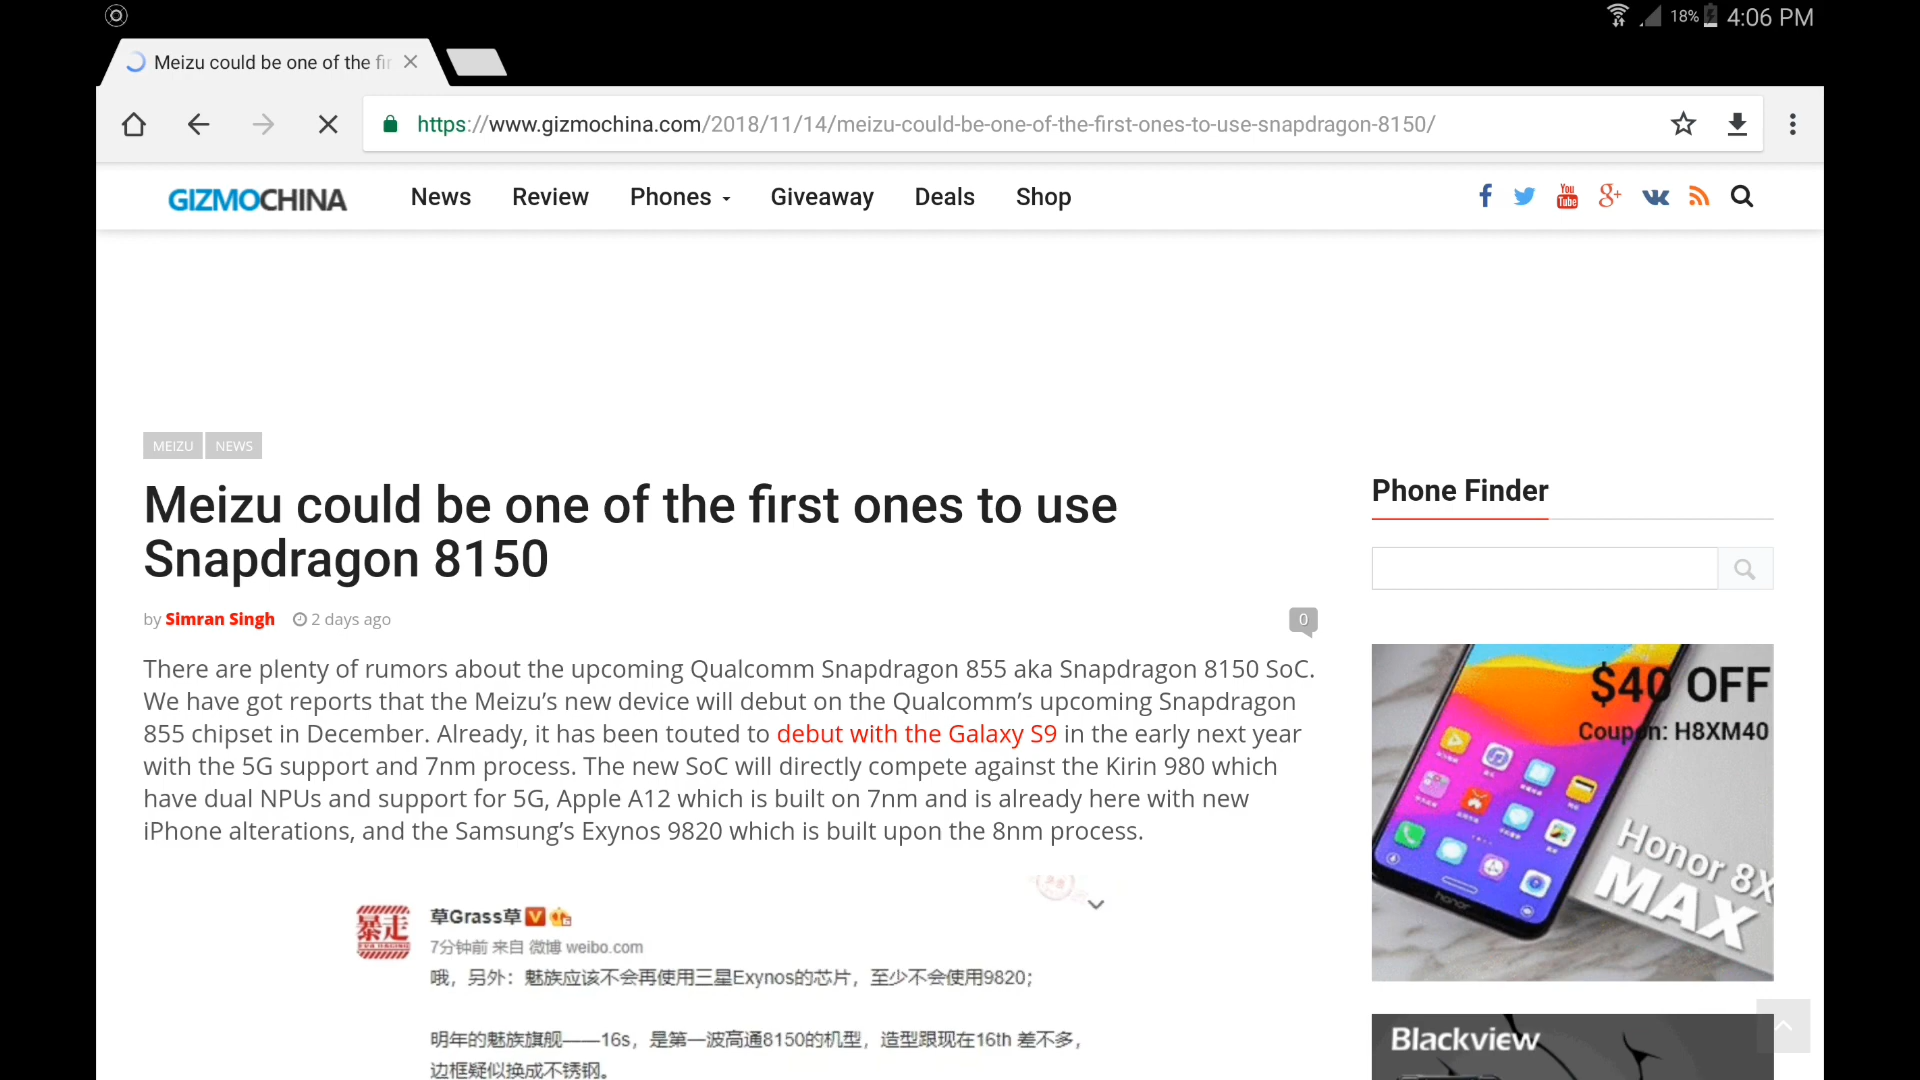 18% 4:06 PM
Meizu could be one of the fir
https://www.gizmochina.com/2018/11/14/meizu-could-be-one-of-the-first-ones-to-use-snapdragon-8150/
GIZMOCHINA News Review Phones Giveaway Deals Shop
MEIZU NEWS
Meizu could be one of the first ones to use
Snapdragon 8150
by Simran Singh 2 days ago 0
There are plenty of rumors about the upcoming Qualcomm Snapdragon 855 aka Snapdragon 8150 SoC.
We have got reports that the Meizu’s new device will debut on the Qualcomm’s upcoming Snapdragon
855 chipset in December. Already, it has been touted to debut with the Galaxy S9 in the early next year
with the 5G support and 7nm process. The new SoC will directly compete against the Kirin 980 which
have dual NPUs and support for 5G, Apple A12 which is built on 7nm and is already here with new
iPhone alterations, and the Samsung’s Exynos 9820 which is built upon the 8nm process.
暴走
草Grass草
7分钟前 来自 微博 weibo.com
哦，另外：魅族应该不会再使用三星Exynos的芯片，至少不会使用9820；
明年的魅族旗舰——16s，是第一波高通8150的机型，造型跟现在16th 差不多，
边框疑似换成不锈钢。
Phone Finder
$40 OFF
Coupon: H8XM40
honor
Honor 8X
MAX
Blackview